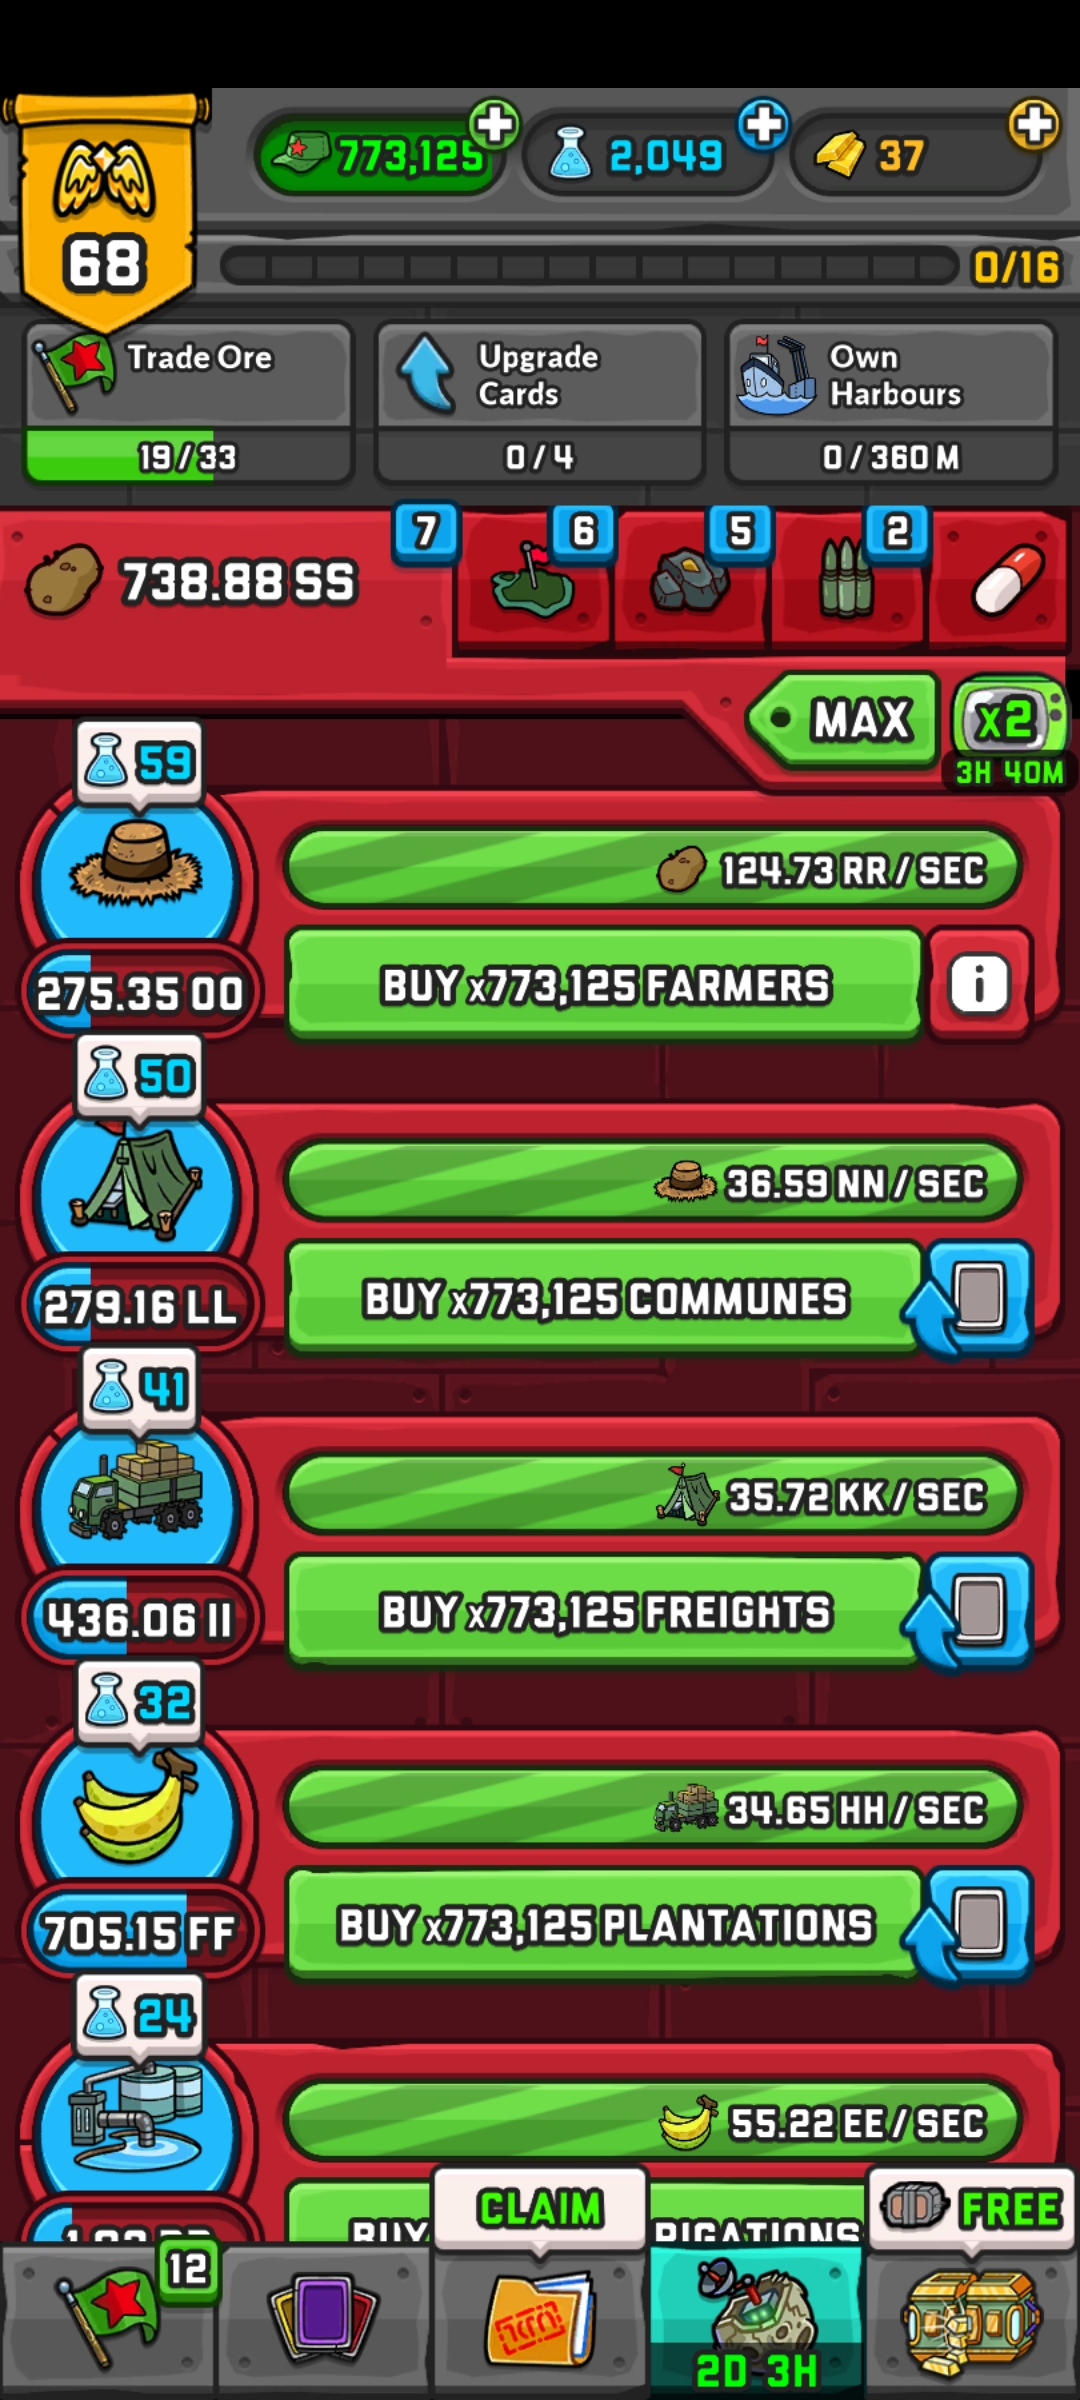 773,125
2,049
37
68
0/16
Trade Ore
19/33
Upgrade
Cards
0/4
Own
Harbours
0/360 M
738.88 SS
7
6
5
2
MAX
x2
3H 40M
59
124.73 RR/SEC
275.35 OO
BUY x773,125 FARMERS
i
50
36.59 NN/SEC
279.16 LL
BUY x773,125 COMMUNES
41
35.72 KK/SEC
436.06 II
BUY x773,125 FREIGHTS
32
34.65 HH/SEC
705.15 FF
BUY x773,125 PLANTATIONS
24
55.22 EE/SEC
BUY
CLAIM
FREE
12
2D 3H